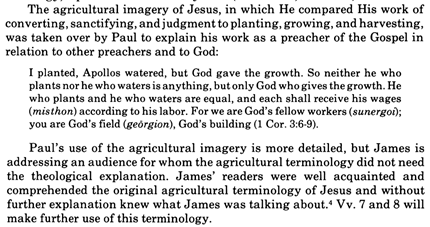 The agricultural imagery of Jesus, in which He compared His work of
converting, sanctifying, and judgment to planting, growing, and harvesting,
was taken over by Paul to explain his work as a preacher of the Gospel in
relation to other preachers and to God:
I planted, Apollos watered, but God gave the growth. So neither he who
plants nor he who waters is anything, but only God who gives the growth. He
who plants and he who waters are equal, and each shall receive his wages
(misthon) according to his labor. For we are God's fellow workers (sunergoi);
you are God's field (geōrgion), God's building (1 Cor. 3:6-9).
Paul's use of the agricultural imagery is more detailed, but James is
addressing an audience for whom the agricultural terminology did not need
the theological explanation. James' readers were well acquainted and
comprehended the original agricultural terminology of Jesus and without
further explanation knew what James was talking about.⁴ Vv. 7 and 8 will
make further use of this terminology.